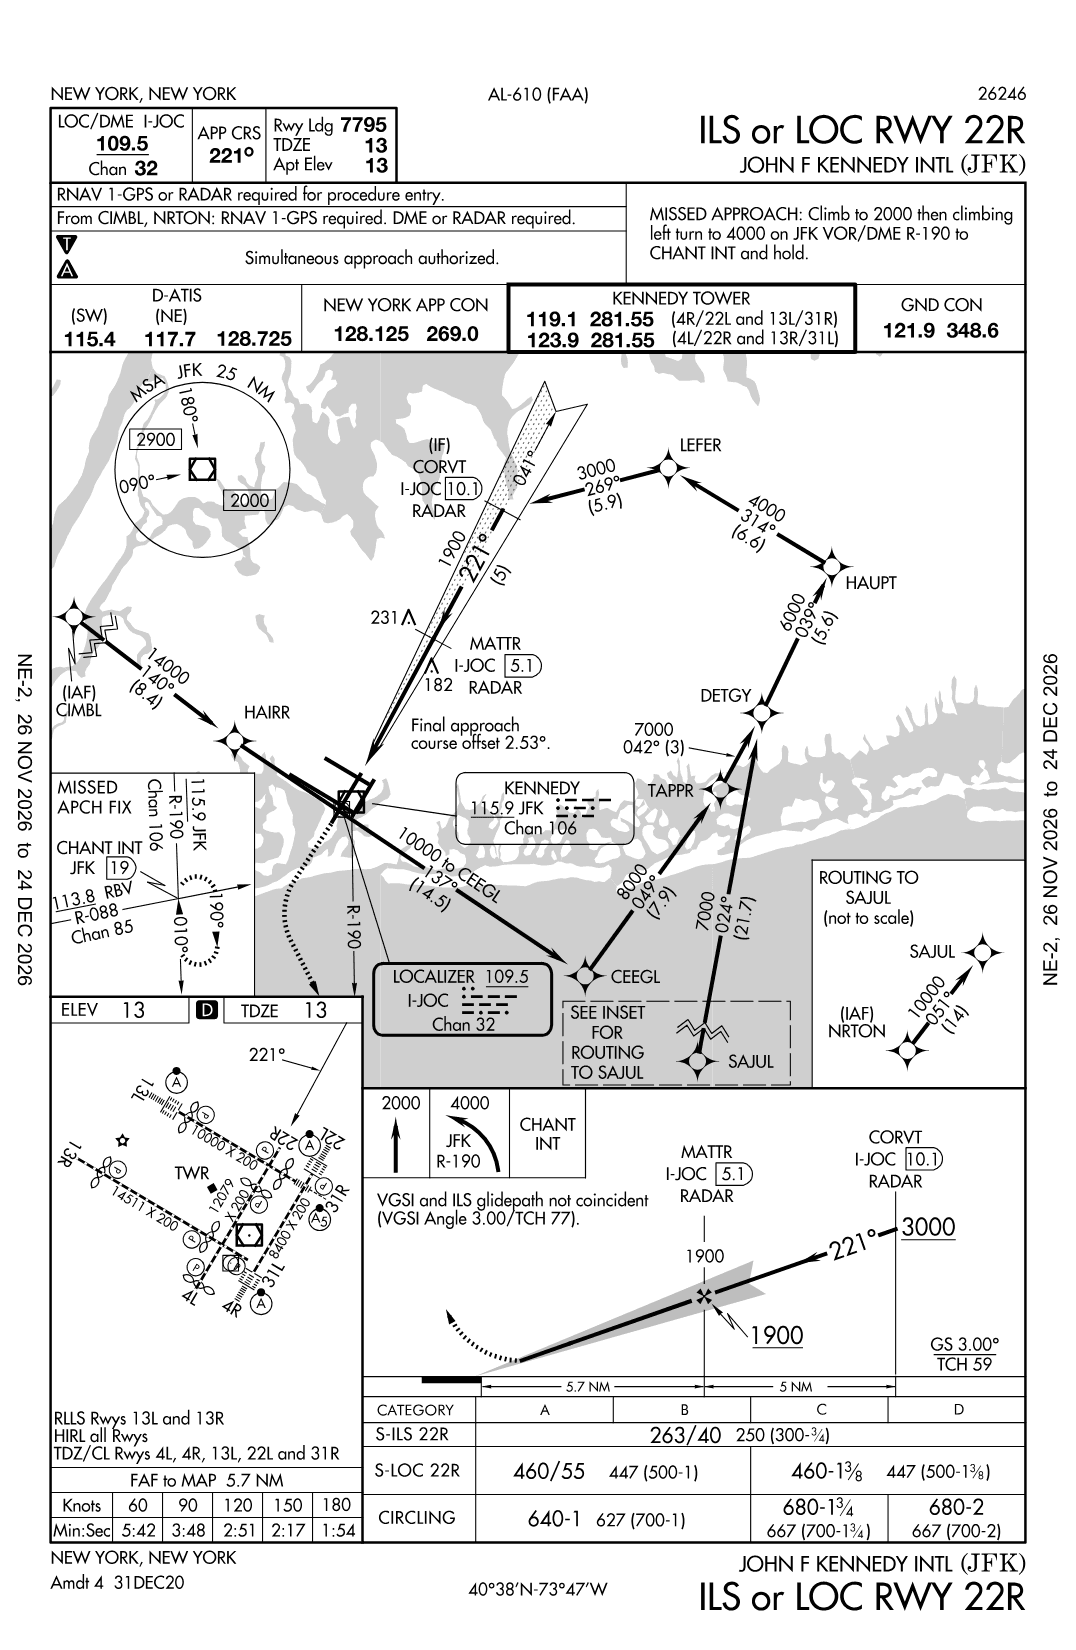 NEW YORK, NEW YORK
AL-610 (FAA)
26246
LOC/DME I-JOC
109.5
Chan 32
APP CRS
221°
Rwy Ldg 7795
TDZE 13
Apt Elev 13
ILS or LOC RWY 22R
JOHN F KENNEDY INTL (JFK)
RNAV 1-GPS or RADAR required for procedure entry.
From CIMBL, NRTON: RNAV 1-GPS required. DME or RADAR required.
T
A
Simultaneous approach authorized.
MISSED APPROACH: Climb to 2000 then climbing
left turn to 4000 on JFK VOR/DME R-190 to
CHANT INT and hold.
D-ATIS
(SW) (NE)
115.4 117.7 128.725
NEW YORK APP CON
128.125 269.0
KENNEDY TOWER
119.1 281.55 (4R/22L and 13L/31R)
123.9 281.55 (4L/22R and 13R/31L)
GND CON
121.9 348.6
MSA JFK 25 NM
180°
2900
090°
2000
(IF)
CORVT
I-JOC 10.1
RADAR
041°
1900
221°
(5)
LEFER
3000
269°
(5.9)
4000
314°
(6.6)
HAUPT
6000
039°
(5.6)
231
182
MATTR
I-JOC 5.1
RADAR
Final approach
course offset 2.53°.
DETGY
7000
042° (3)
TAPPR
(IAF)
CIMBL
14000
140°
(8.4)
HAIRR
KENNEDY
115.9 JFK
Chan 106
10000 to CEEGL
137°
(14.5)
8000
049°
(7.9)
7000
024°
(21.7)
R-190
CEEGL
LOCALIZER 109.5
I-JOC
Chan 32
SEE INSET
FOR
ROUTING
TO SAJUL
SAJUL
ROUTING TO
SAJUL
(not to scale)
SAJUL
(IAF)
NRTON
10000
051°
(14)
MISSED
APCH FIX
115.9 JFK
R-190
Chan 106
CHANT INT
JFK 19
113.8 RBV
R-088
Chan 85
190°
010°
NE-2, 26 NOV 2026 to 24 DEC 2026
NE-2, 26 NOV 2026 to 24 DEC 2026
ELEV 13
D
TDZE 13
221°
13L
A
P
10000 X 200
22R
22L
A
P
13R
P
14511 X 200
TWR
12079 X 200
P
P
31R
A5
8400 X 200
P
P
31L
4L
4R
A
RLLS Rwys 13L and 13R
HIRL all Rwys
TDZ/CL Rwys 4L, 4R, 13L, 22L and 31R
FAF to MAP 5.7 NM
Knots 60 90 120 150 180
Min:Sec 5:42 3:48 2:51 2:17 1:54
2000
4000
JFK
R-190
CHANT
INT
VGSI and ILS glidepath not coincident
(VGSI Angle 3.00/TCH 77).
MATTR
I-JOC 5.1
RADAR
CORVT
I-JOC 10.1
RADAR
3000
221°
1900
1900
GS 3.00°
TCH 59
5.7 NM
5 NM
CATEGORY A B C D
S-ILS 22R 263/40 250 (300-¾)
S-LOC 22R 460/55 447 (500-1) 460-1⅜ 447 (500-1⅜)
CIRCLING 640-1 627 (700-1) 680-1¾ 667 (700-1¾) 680-2 667 (700-2)
NEW YORK, NEW YORK
Amdt 4 31DEC20
40°38'N-73°47'W
JOHN F KENNEDY INTL (JFK)
ILS or LOC RWY 22R